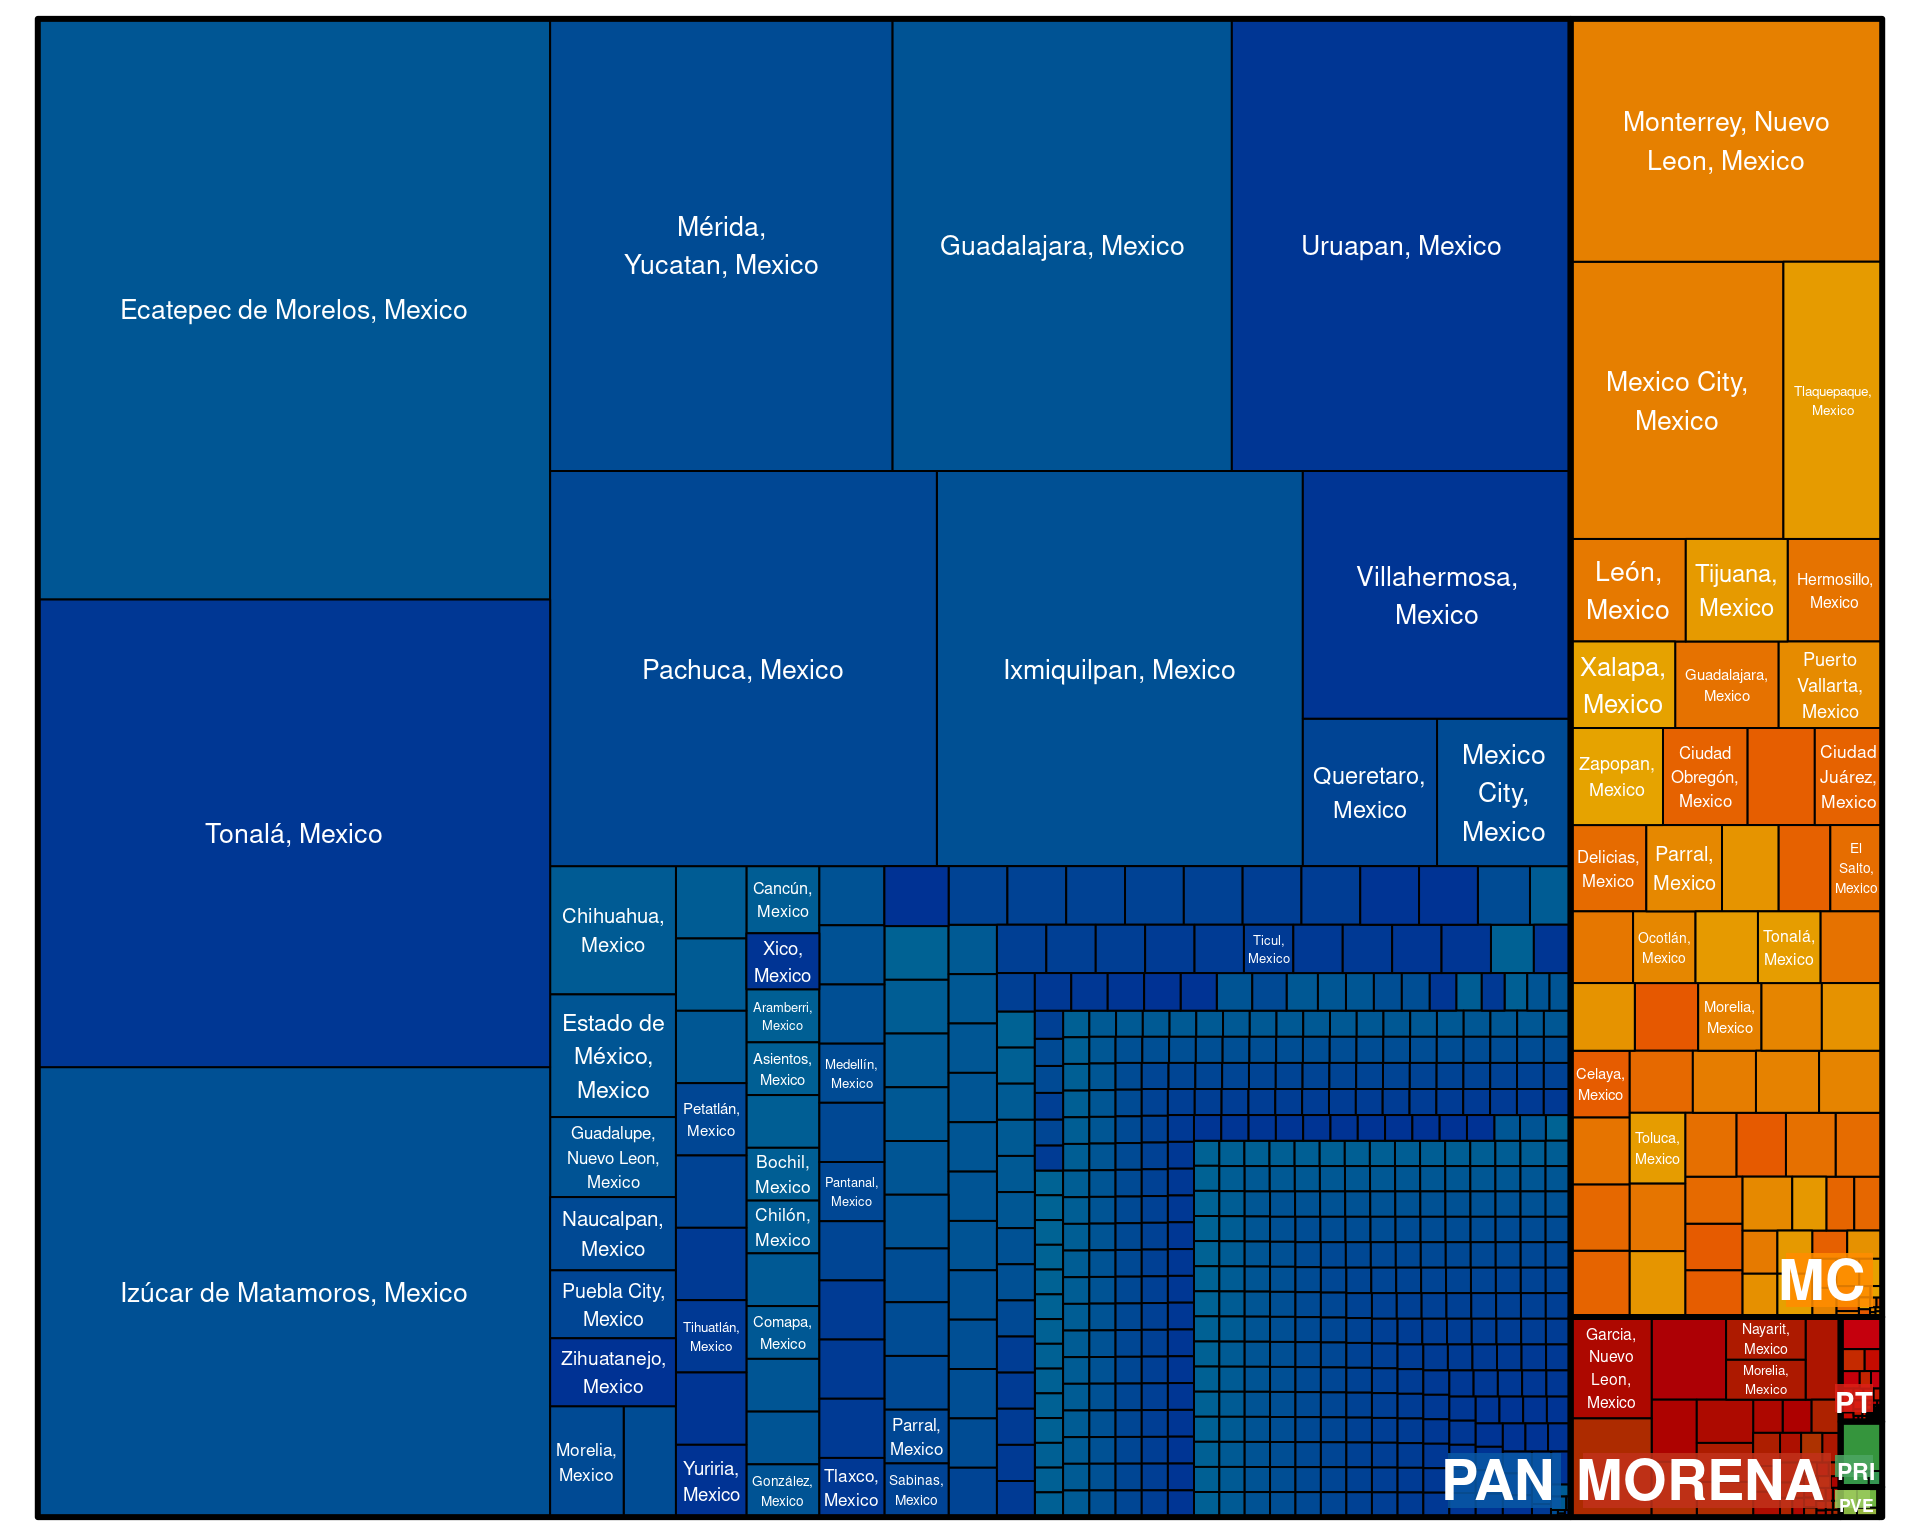 Ecatepec de Morelos, Mexico
Tonalá, Mexico
Izúcar de Matamoros, Mexico
Mérida,
Yucatan, Mexico
Guadalajara, Mexico
Uruapan, Mexico
Pachuca, Mexico
Ixmiquilpan, Mexico
Villahermosa,
Mexico
Queretaro,
Mexico
Mexico
City,
Mexico
Chihuahua,
Mexico
Estado de
México,
Mexico
Guadalupe,
Nuevo Leon,
Mexico
Naucalpan,
Mexico
Puebla City,
Mexico
Zihuatanejo,
Mexico
Morelia,
Mexico
Petatlán,
Mexico
Tihuatlán,
Mexico
Yuriria,
Mexico
Cancún,
Mexico
Xico,
Mexico
Aramberri,
Mexico
Asientos,
Mexico
Bochil,
Mexico
Chilón,
Mexico
Comapa,
Mexico
González,
Mexico
Medellín,
Mexico
Pantanal,
Mexico
Tlaxco,
Mexico
Parral,
Mexico
Sabinas,
Mexico
Ticul,
Mexico
PAN
Monterrey, Nuevo
Leon, Mexico
Mexico City,
Mexico
Tlaquepaque,
Mexico
León,
Mexico
Tijuana,
Mexico
Hermosillo,
Mexico
Xalapa,
Mexico
Guadalajara,
Mexico
Puerto
Vallarta,
Mexico
Zapopan,
Mexico
Ciudad
Obregón,
Mexico
Ciudad
Juárez,
Mexico
Delicias,
Mexico
Parral,
Mexico
El
Salto,
Mexico
Ocotlán,
Mexico
Tonalá,
Mexico
Morelia,
Mexico
Celaya,
Mexico
Toluca,
Mexico
MC
Garcia,
Nuevo
Leon,
Mexico
Nayarit,
Mexico
Morelia,
Mexico
MORENA
PT
PRI
PVE